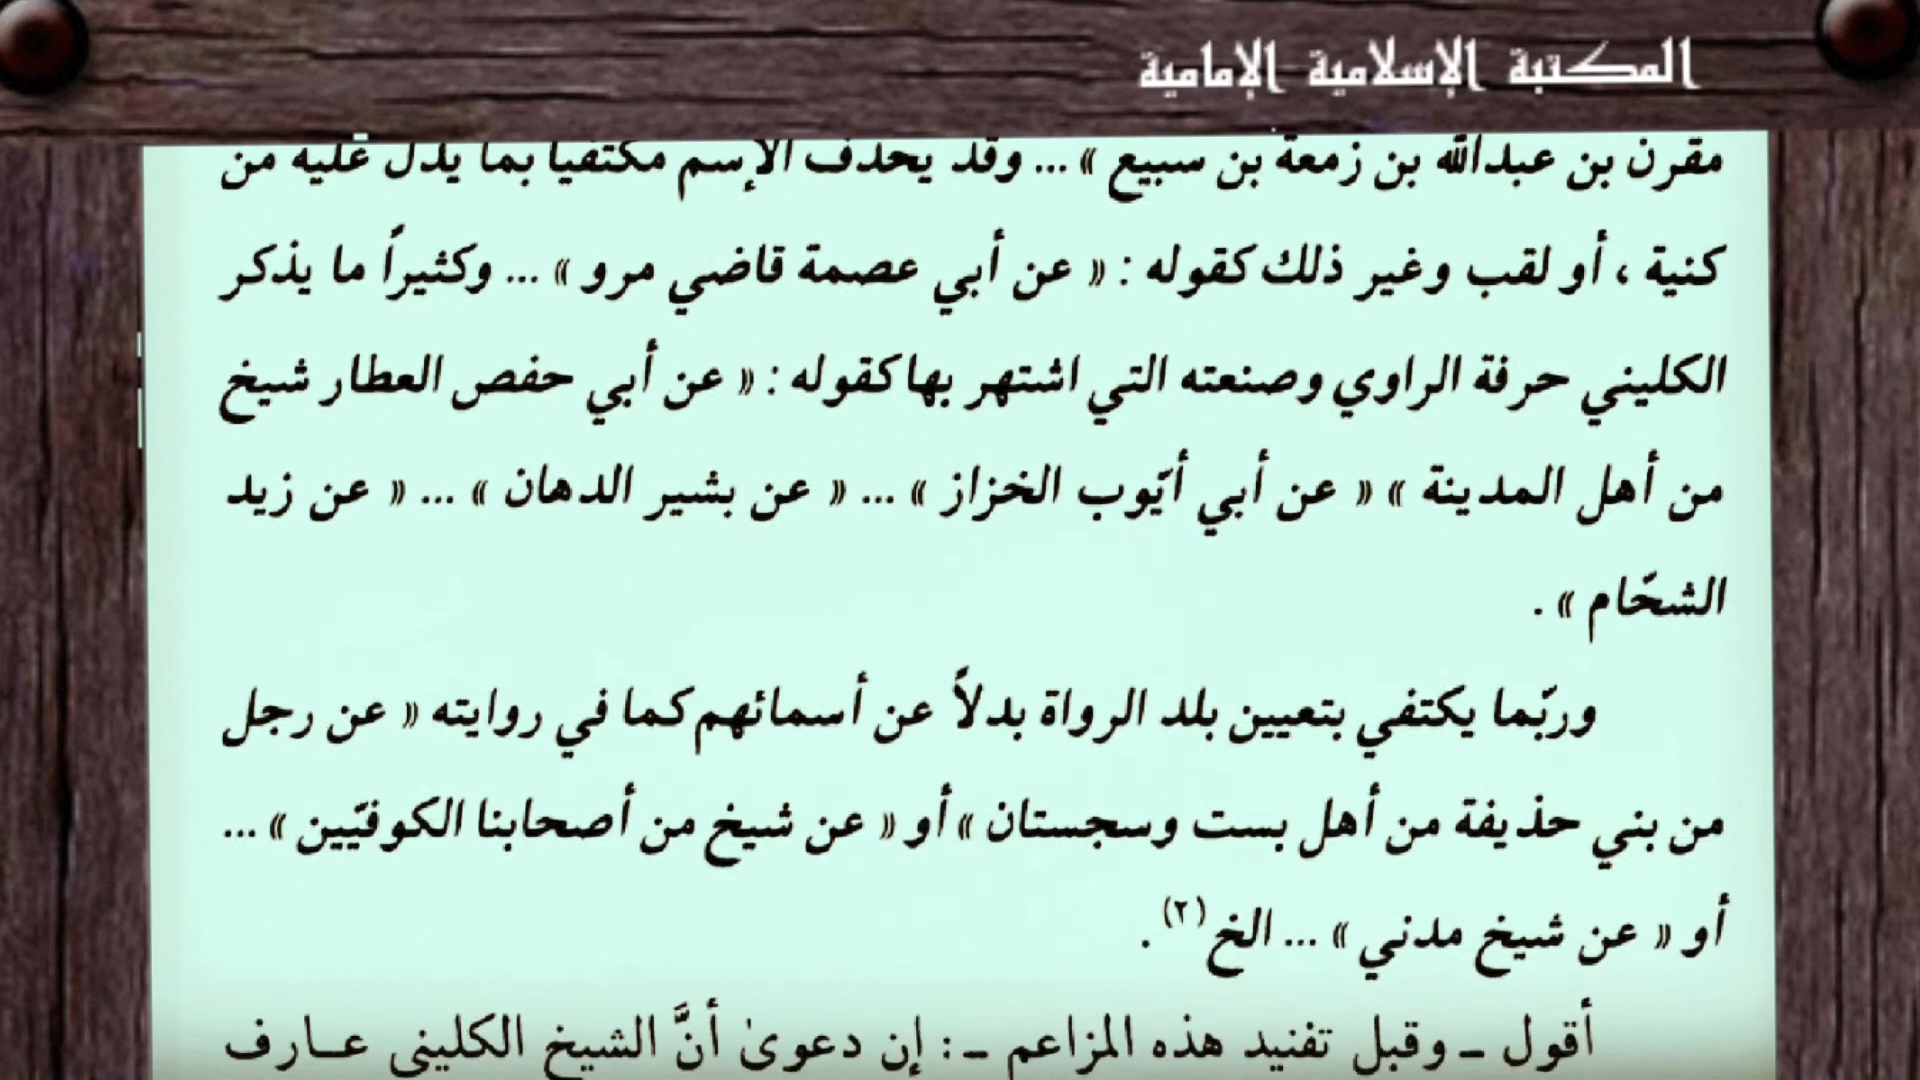 المكتبة الإسلامية الإمامية
مقرن بن عبدالله بن زمعة بن سبيع » ... وقد يحذف الإسم مكتفياً بما يدل عليه من
كنية ، أو لقب وغير ذلك كقوله : « عن أبي عصمة قاضي مرو » ... وكثيراً ما يذكر
الكليني حرفة الراوي وصنعته التي اشتهر بها كقوله : « عن أبي حفص العطار شيخ
من أهل المدينة » « عن أبي أيّوب الخزاز » ... « عن بشير الدهان » ... « عن زيد
الشحّام » .
وربّما يكتفي بتعيين بلد الرواة بدلاً عن أسمائهم كما في روايته « عن رجل
من بني حذيفة من أهل بست وسجستان » أو « عن شيخ من أصحابنا الكوفيّين » ...
أو « عن شيخ مدني » ... الخ (٢) .
أقول ـ وقبل تفنيد هذه المزاعم ـ : إن دعوىٰ أنَّ الشيخ الكليني عـارف